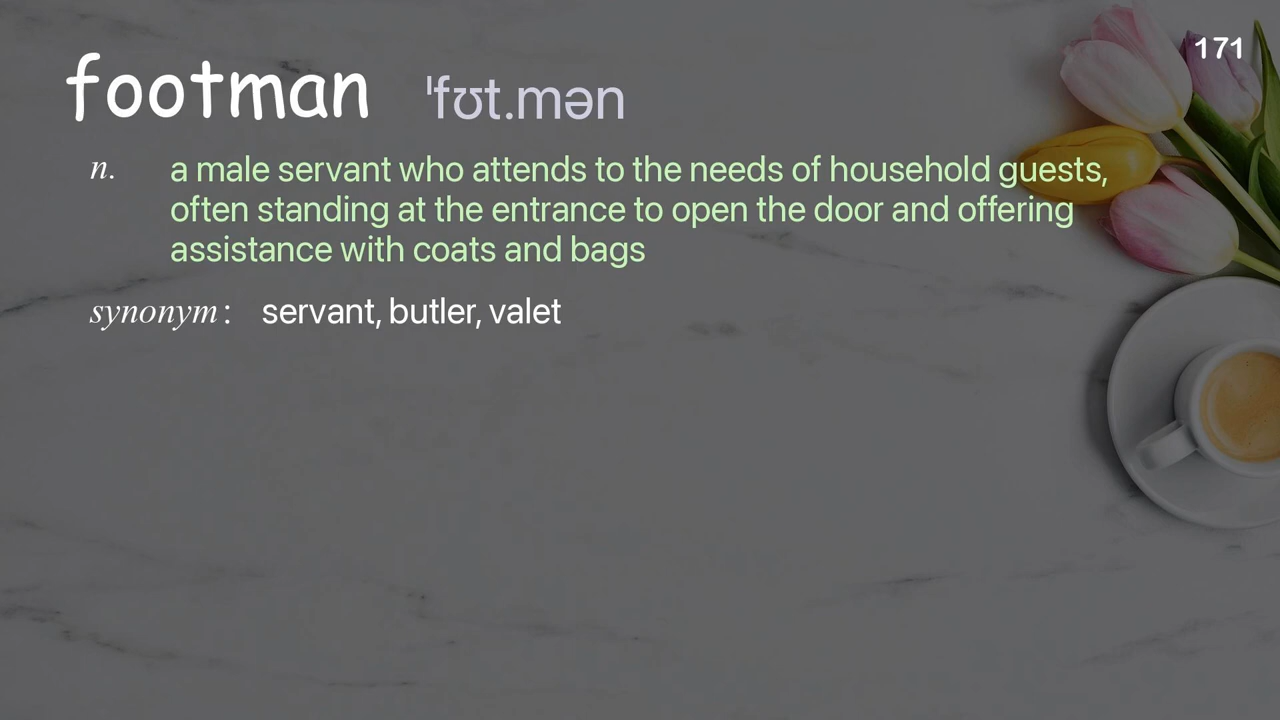 171
footman ˈfʊt.mən
n. a male servant who attends to the needs of household guests,
often standing at the entrance to open the door and offering
assistance with coats and bags
synonym: servant, butler, valet